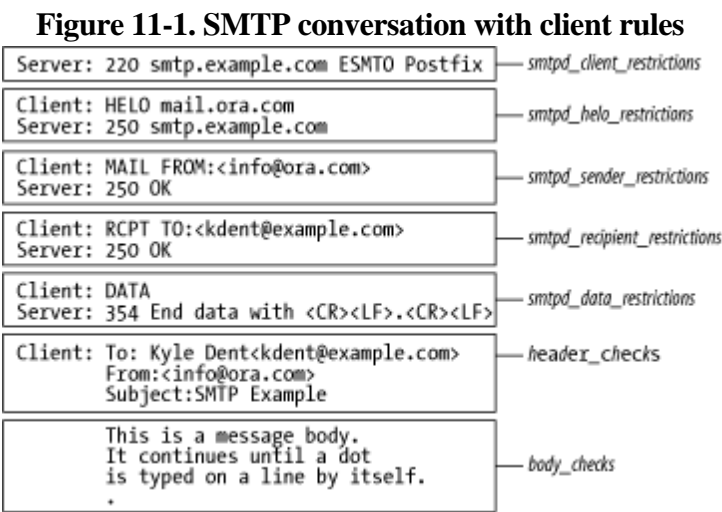 Figure 11-1. SMTP conversation with client rules
Server: 220 smtp.example.com ESMTO Postfix
smtpd_client_restrictions
Client: HELO mail.ora.com
Server: 250 smtp.example.com
smtpd_helo_restrictions
Client: MAIL FROM:<info@ora.com>
Server: 250 OK
smtpd_sender_restrictions
Client: RCPT TO:<kdent@example.com>
Server: 250 OK
smtpd_recipient_restrictions
Client: DATA
Server: 354 End data with <CR><LF>.<CR><LF>
smtpd_data_restrictions
Client: To: Kyle Dent<kdent@example.com>
From:<info@ora.com>
Subject:SMTP Example
header_checks
This is a message body.
It continues until a dot
is typed on a line by itself.
.
body_checks